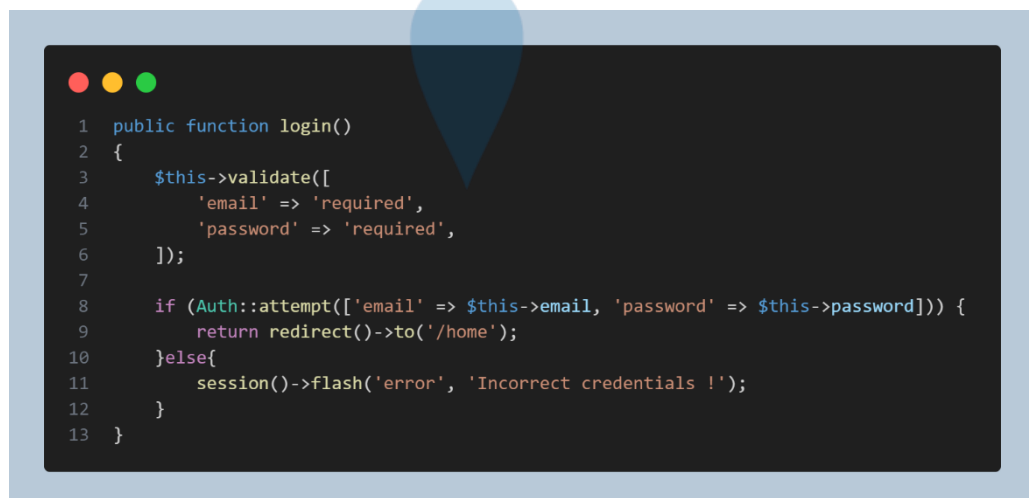 1 public function login()
2 {
3 $this->validate([
4 'email' => 'required',
5 'password' => 'required',
6 ]);
7
8 if (Auth::attempt(['email' => $this->email, 'password' => $this->password])) {
9 return redirect()->to('/home');
10 }else{
11 session()->flash('error', 'Incorrect credentials !');
12 }
13 }